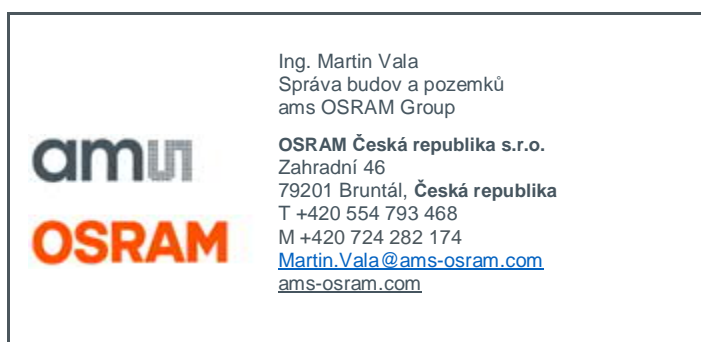 Ing. Martin Vala
Správa budov a pozemků
ams OSRAM Group
amu
OSRAM
OSRAM Česká republika s.r.o.
Zahradní 46
79201 Bruntál, Česká republika
T +420 554 793 468
M +420 724 282 174
Martin.Vala@ams-osram.com
ams-osram.com